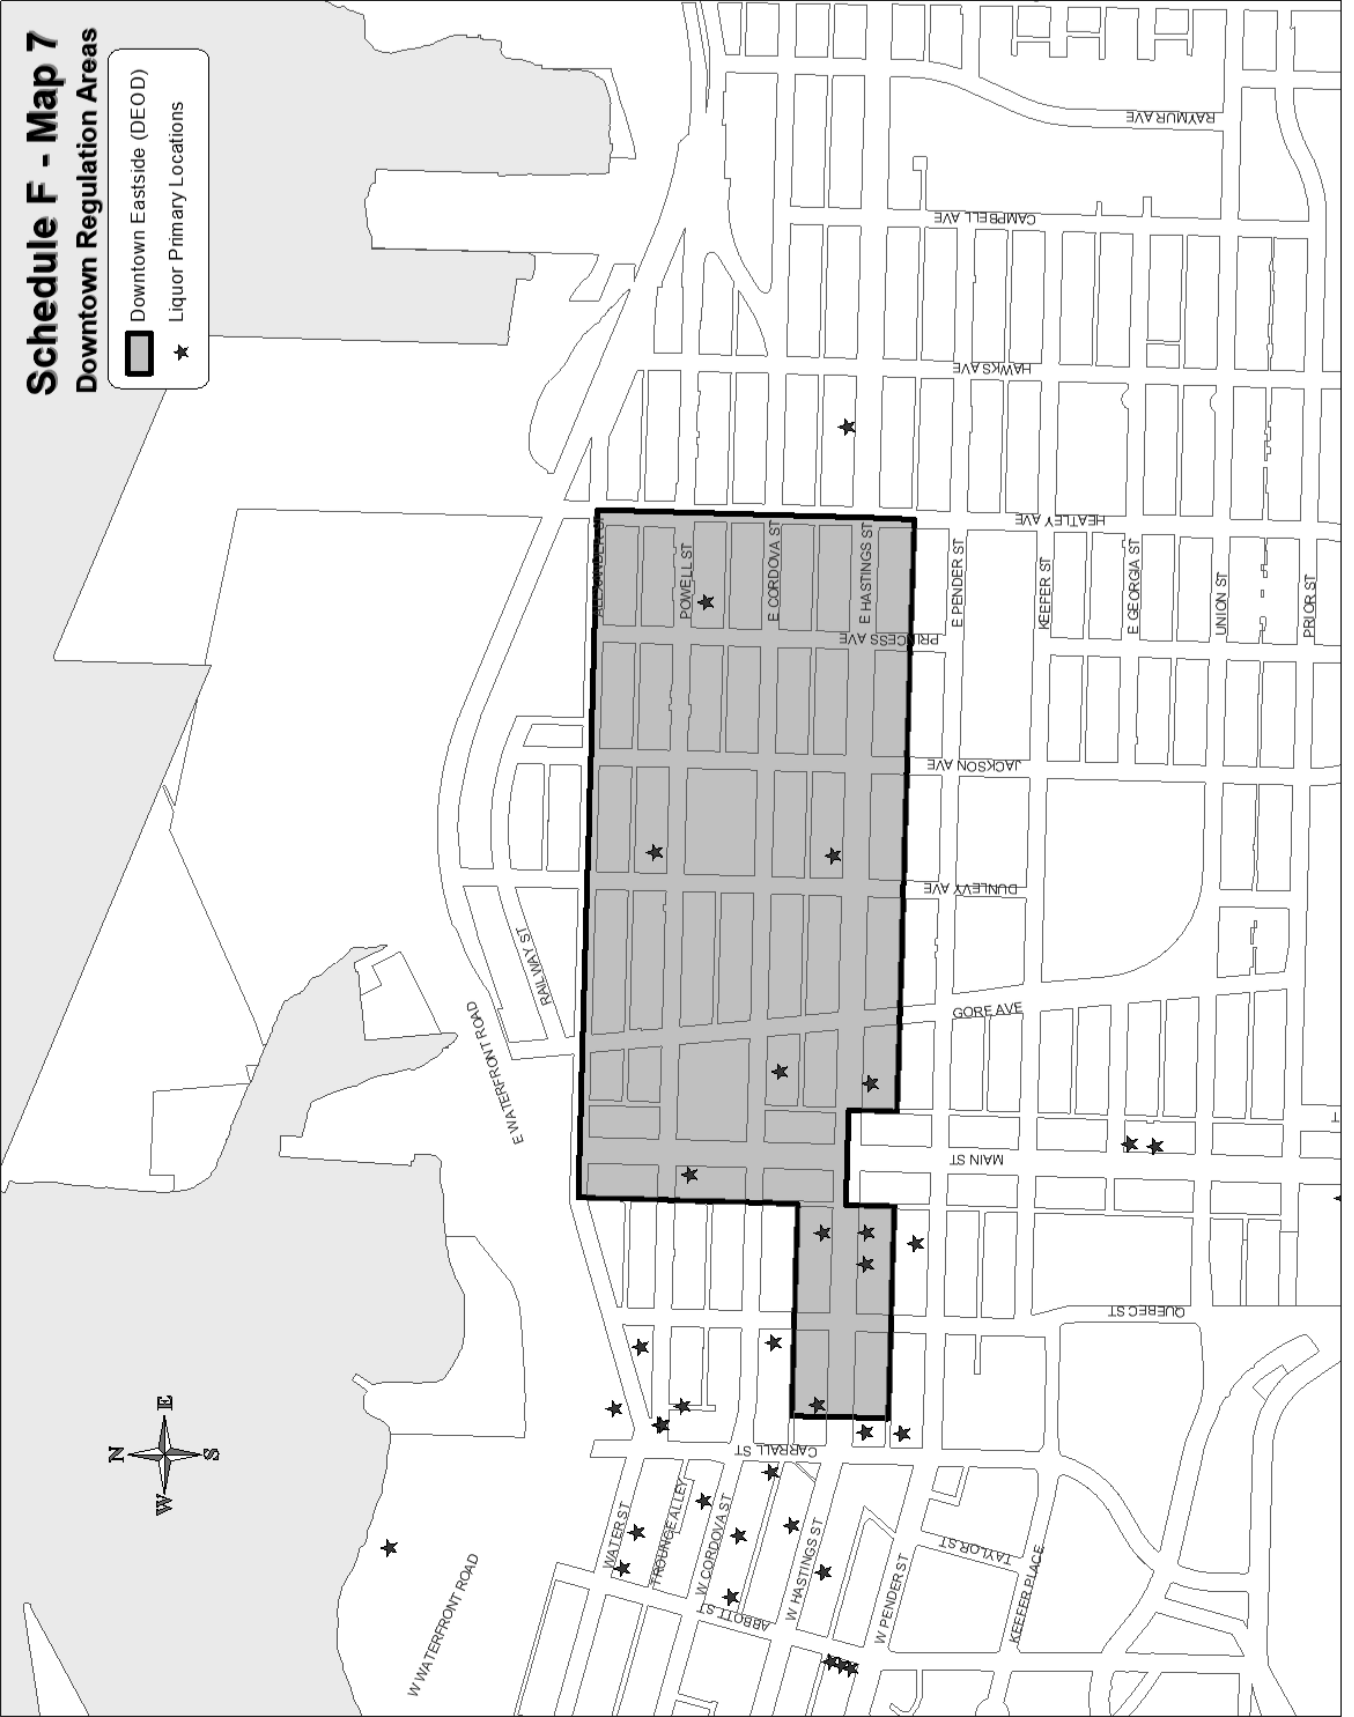 Schedule F - Map 7
Downtown Regulation Areas
Downtown Eastside (DEOD)
Liquor Primary Locations
N
W
E
S
RAYMUR AVE
CAMPBELL AVE
HAWKS AVE
HEATLEY AVE
ALEXANDER ST
POWELL ST
E CORDOVA ST
E HASTINGS ST
E PENDER ST
KEEFER ST
E GEORGIA ST
UNION ST
PRIOR ST
PRINCESS AVE
JACKSON AVE
DUNLEVY AVE
RAILWAY ST
E WATERFRONT ROAD
GORE AVE
MAIN ST
QUEBEC ST
CARRALL ST
WATER ST
TROUNCE ALLEY
W CORDOVA ST
W HASTINGS ST
W PENDER ST
TAYLOR ST
KEEFER PLACE
ABBOTT ST
W WATERFRONT ROAD